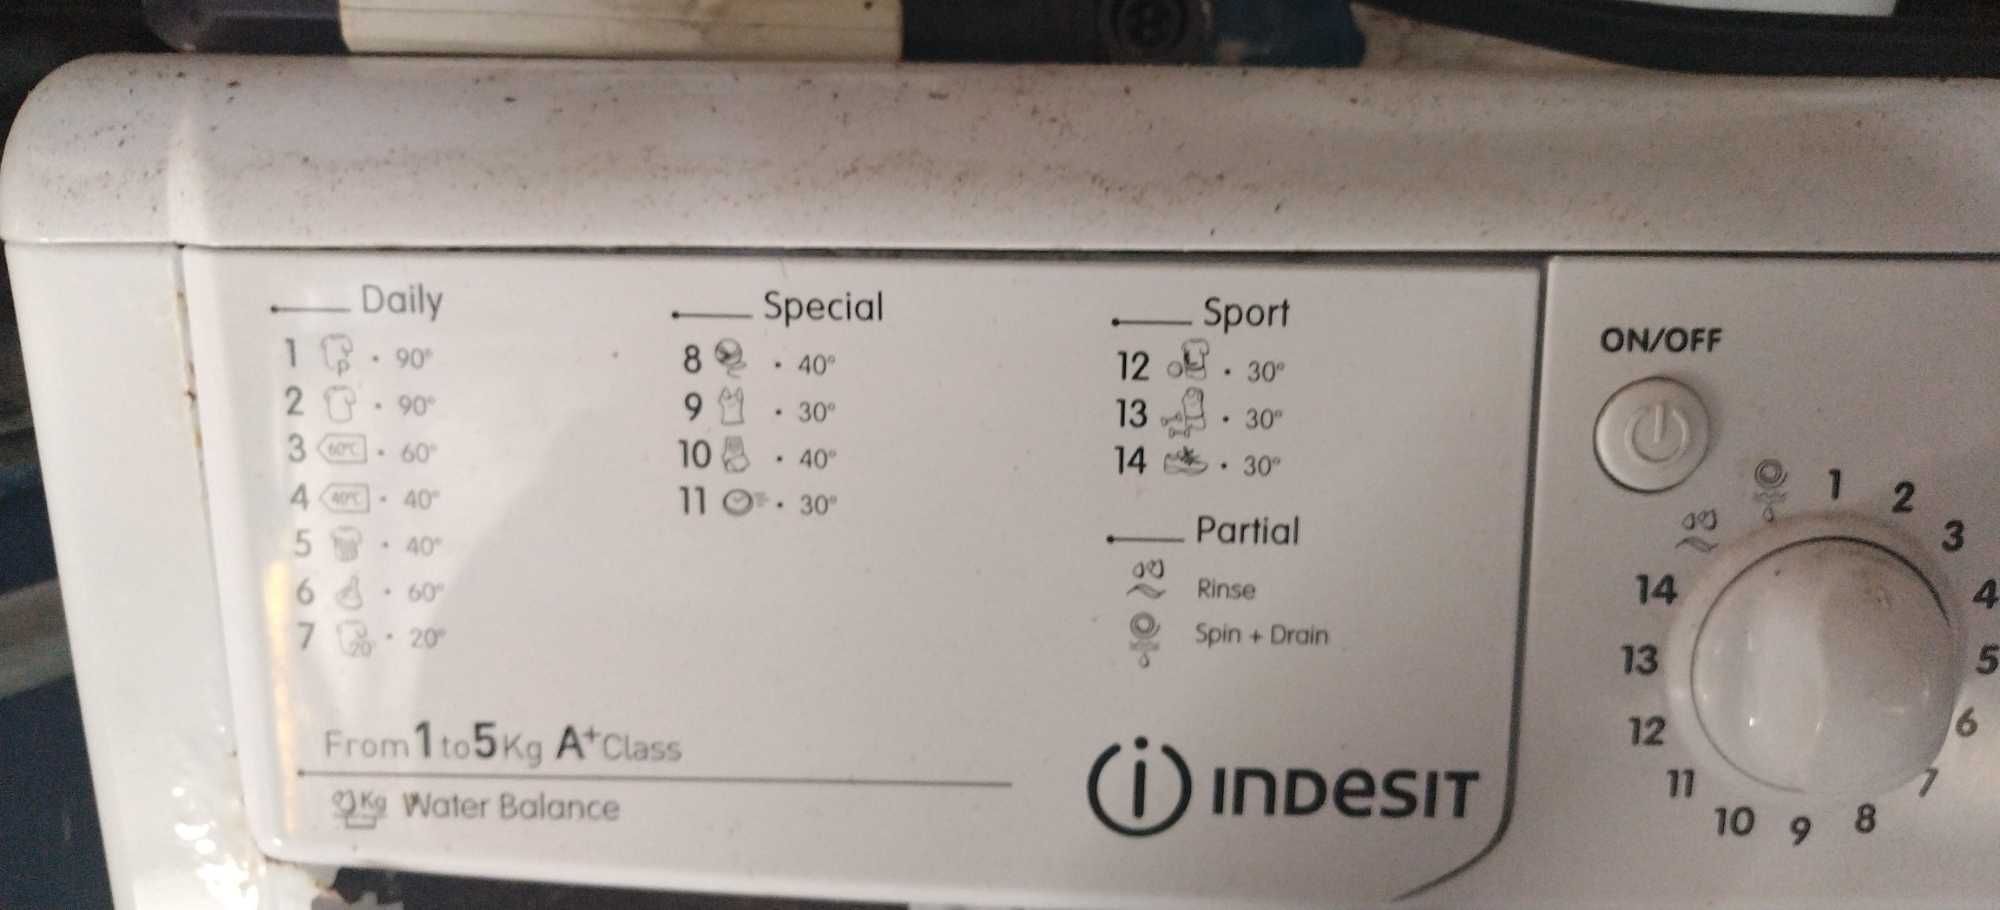 Daily
1 P • 90°
2 • 90°
3 60°C • 60°
4 40°C • 40°
5 • 40°
6 • 60°
7 20° • 20°
Special
8 • 40°
9 • 30°
10 • 40°
11 • 30°
Sport
12 • 30°
13 • 30°
14 • 30°
Partial
Rinse
Spin + Drain
From 1 to 5 Kg A+ Class
Kg Water Balance
i INDESIT
ON/OFF
1
2
3
4
5
6
7
8
9
10
11
12
13
14